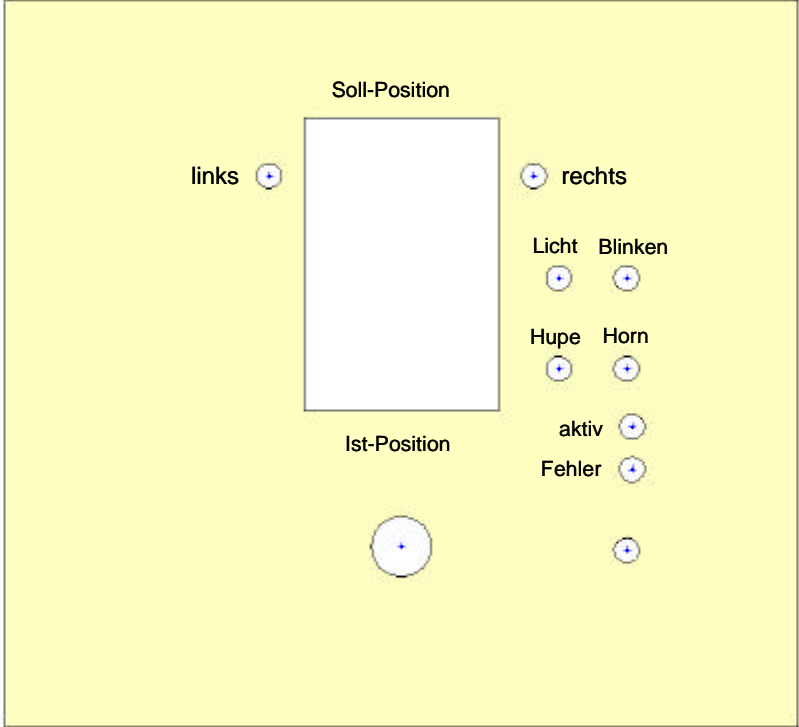 Soll-Position
links
rechts
Licht
Blinken
Hupe
Horn
Ist-Position
aktiv
Fehler